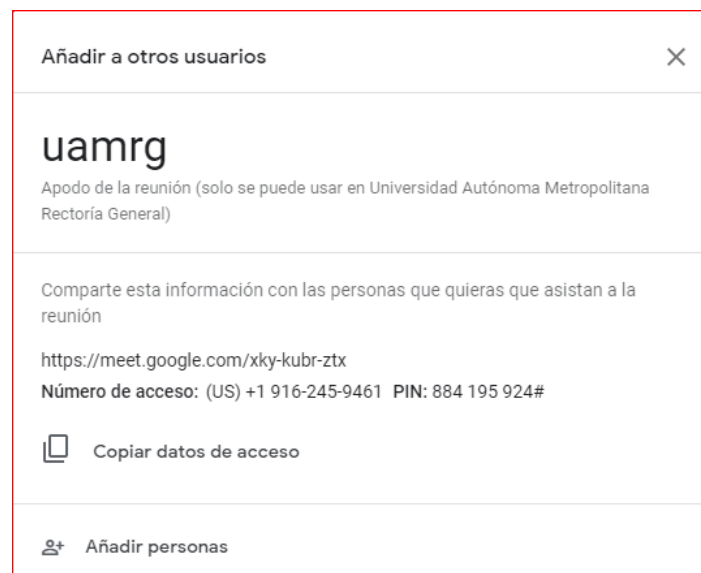 Añadir a otros usuarios
uamrg
Apodo de la reunión (solo se puede usar en Universidad Autónoma Metropolitana
Rectoría General)
Comparte esta información con las personas que quieras que asistan a la
reunión
https://meet.google.com/xky-kubr-ztx
Número de acceso: (US) +1 916-245-9461 PIN: 884 195 924#
Copiar datos de acceso
Añadir personas